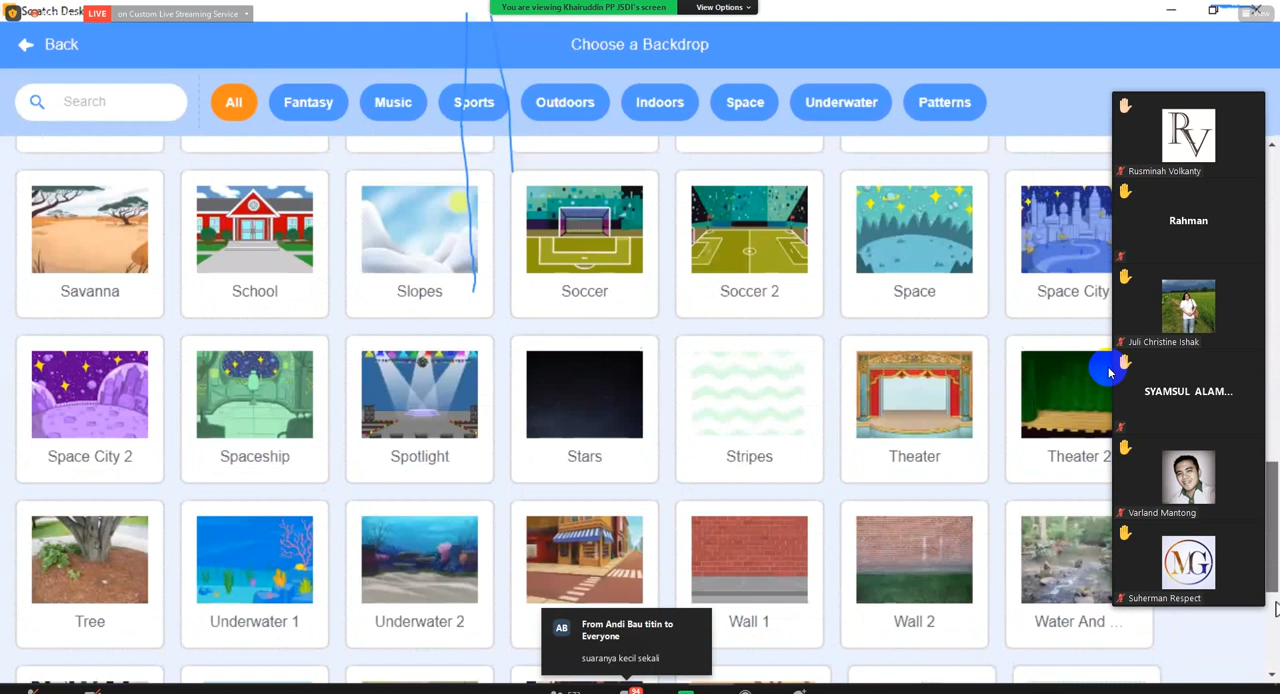 Scratch Desk
LIVE on Custom Live Streaming Service
You are viewing Khairuddin PP J5DI's screen
View Options
View
Back
Choose a Backdrop
Search
All
Fantasy
Music
Sports
Outdoors
Indoors
Space
Underwater
Patterns
Savanna
School
Slopes
Soccer
Soccer 2
Space
Space City
Space City 2
Spaceship
Spotlight
Stars
Stripes
Theater
Theater 2
Tree
Underwater 1
Underwater 2
Wall 1
Wall 2
Water And ...
Rusminah Volkanty
Rahman
Juli Christine Ishak
SYAMSUL ALAM...
Varland Mantong
Suherman Respect
RV
MG
AB
From Andi Bau titin to
Everyone
suaranya kecil sekali
94